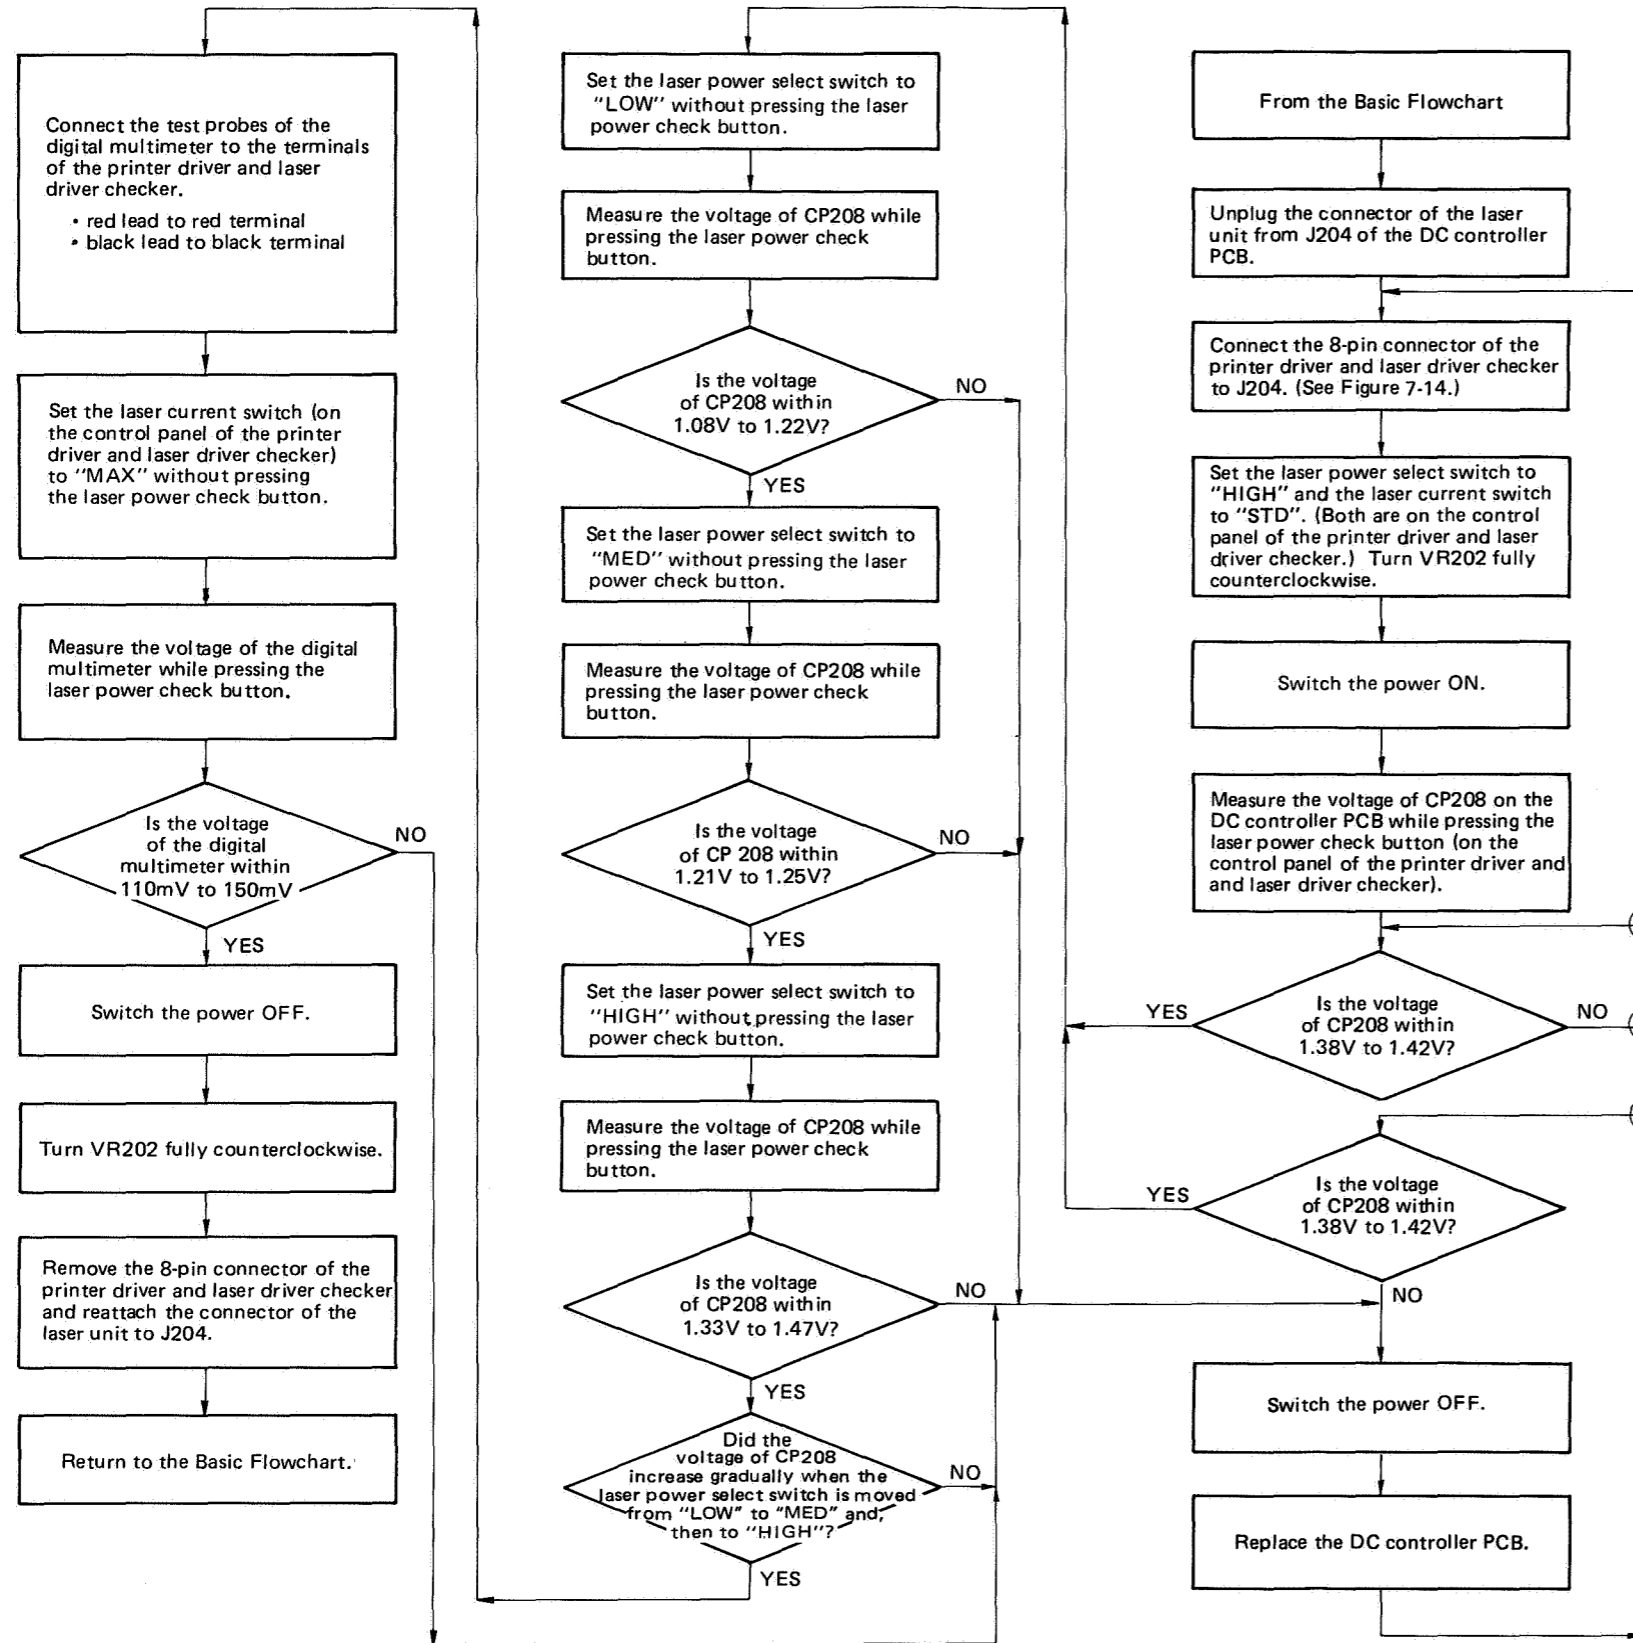 Connect the test probes of the
digital multimeter to the terminals
of the printer driver and laser
driver checker.
• red lead to red terminal
• black lead to black terminal
Set the laser current switch (on
the control panel of the printer
driver and laser driver checker)
to "MAX" without pressing
the laser power check button.
Measure the voltage of the digital
multimeter while pressing the
laser power check button.
Is the voltage
of the digital
multimeter within
110mV to 150mV
NO
YES
Switch the power OFF.
Turn VR202 fully counterclockwise.
Remove the 8-pin connector of the
printer driver and laser driver checker
and reattach the connector of the
laser unit to J204.
Return to the Basic Flowchart.
Set the laser power select switch to
"LOW" without pressing the laser
power check button.
Measure the voltage of CP208 while
pressing the laser power check
button.
Is the voltage
of CP208 within
1.08V to 1.22V?
NO
YES
Set the laser power select switch to
"MED" without pressing the laser
power check button.
Measure the voltage of CP208 while
pressing the laser power check
button.
Is the voltage
of CP 208 within
1.21V to 1.25V?
NO
YES
Set the laser power select switch to
"HIGH" without pressing the laser
power check button.
Measure the voltage of CP208 while
pressing the laser power check
button.
Is the voltage
of CP208 within
1.33V to 1.47V?
NO
YES
Did the
voltage of CP208
increase gradually when the
laser power select switch is moved
from "LOW" to "MED" and,
then to "HIGH"?
NO
YES
From the Basic Flowchart
Unplug the connector of the laser
unit from J204 of the DC controller
PCB.
Connect the 8-pin connector of the
printer driver and laser driver checker
to J204. (See Figure 7-14.)
Set the laser power select switch to
"HIGH" and the laser current switch
to "STD". (Both are on the control
panel of the printer driver and laser
driver checker.) Turn VR202 fully
counterclockwise.
Switch the power ON.
Measure the voltage of CP208 on the
DC controller PCB while pressing the
laser power check button (on the
control panel of the printer driver and
and laser driver checker).
YES
Is the voltage
of CP208 within
1.38V to 1.42V?
NO
YES
Is the voltage
of CP208 within
1.38V to 1.42V?
NO
Switch the power OFF.
Replace the DC controller PCB.